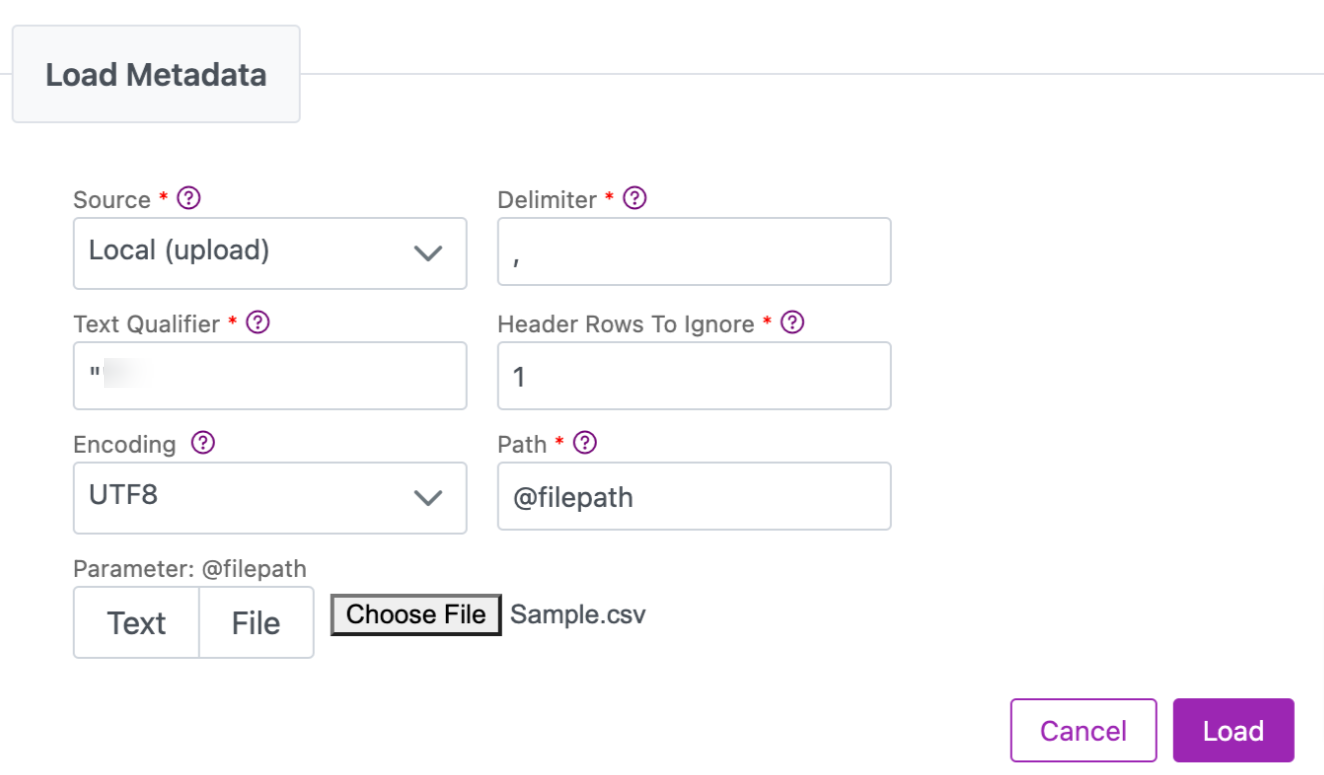 Load Metadata
Source * ?
Delimiter * ?
Local (upload)
,
Text Qualifier * ?
Header Rows To Ignore * ?
"
1
Encoding ?
Path * ?
UTF8
@filepath
Parameter: @filepath
Text
File
Choose File Sample.csv
Cancel
Load